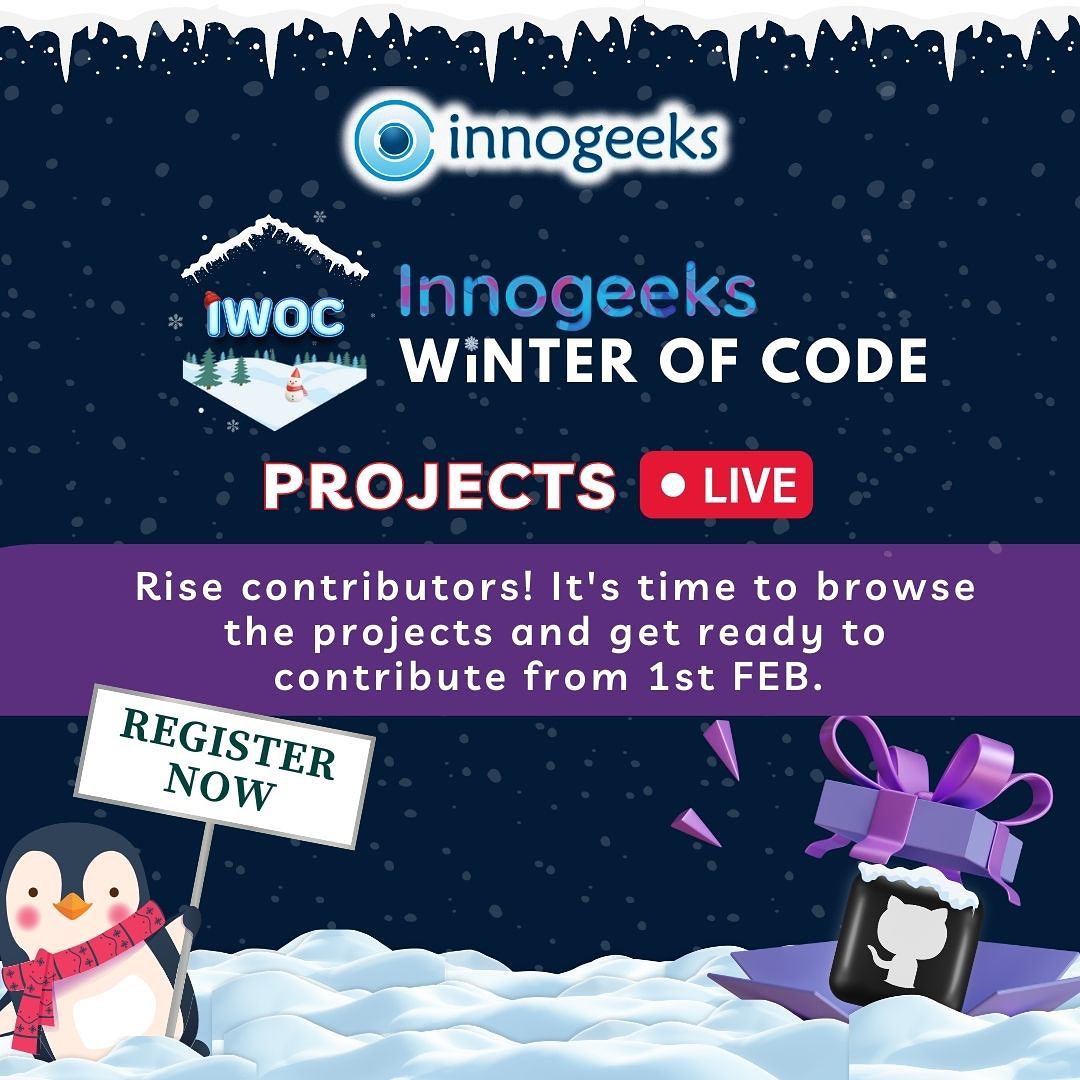 innogeeks
IWOC
Innogeeks
WiNTER OF CODE
PROJECTS LIVE
Rise contributors! It's time to browse
the projects and get ready to
contribute from 1st FEB.
REGISTER
NOW